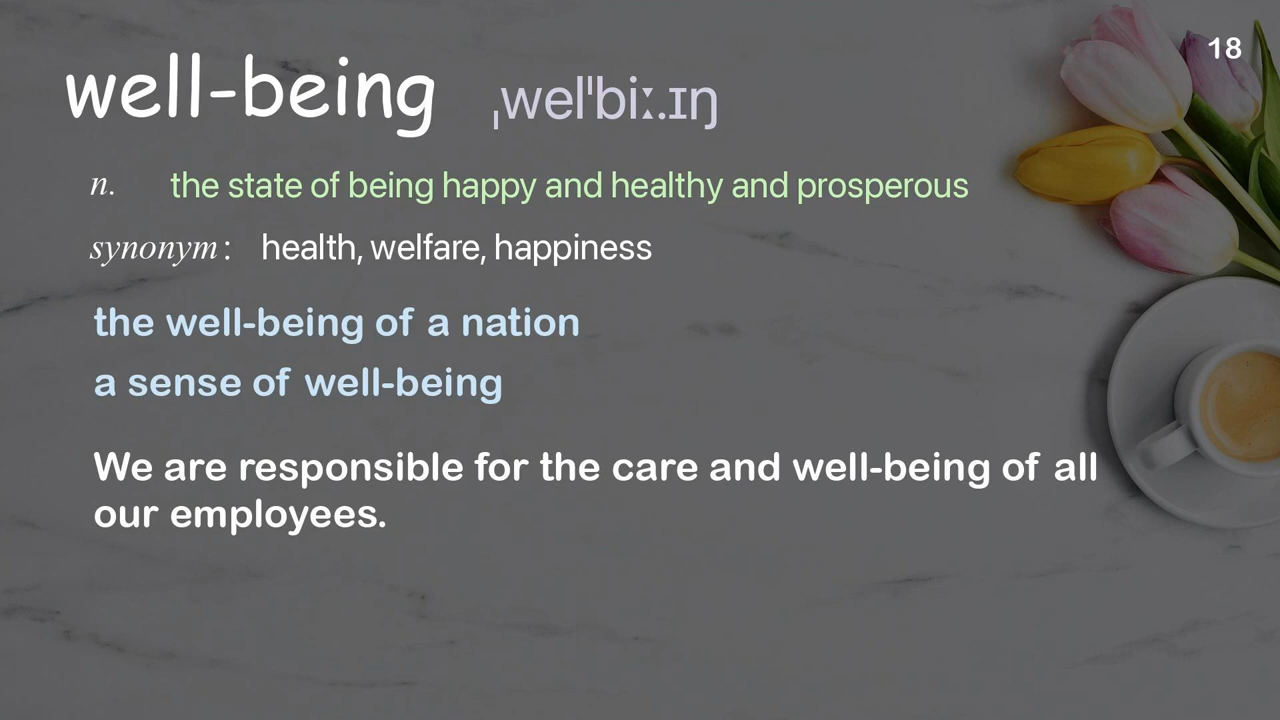 18
well-being ˌwelˈbiː.ɪŋ
n. the state of being happy and healthy and prosperous
synonym: health, welfare, happiness
the well-being of a nation
a sense of well-being
We are responsible for the care and well-being of all
our employees.